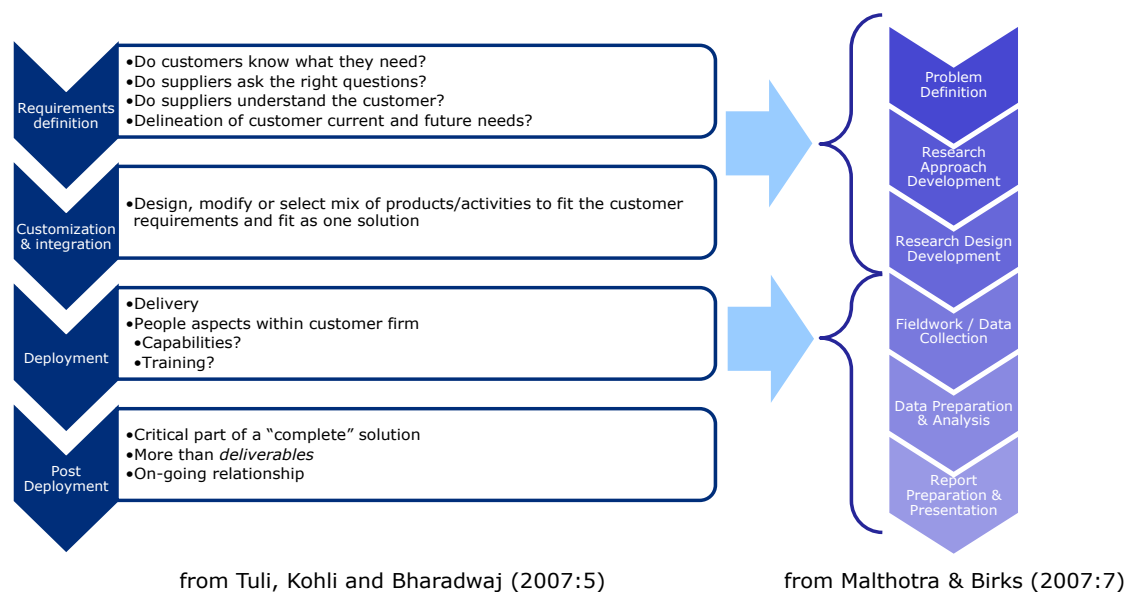 Requirements
definition
•Do customers know what they need?
•Do suppliers ask the right questions?
•Do suppliers understand the customer?
•Delineation of customer current and future needs?
Customization
& integration
•Design, modify or select mix of products/activities to fit the customer
requirements and fit as one solution
Deployment
•Delivery
•People aspects within customer firm
•Capabilities?
•Training?
Post
Deployment
•Critical part of a “complete” solution
•More than deliverables
•On-going relationship
from Tuli, Kohli and Bharadwaj (2007:5)
Problem
Definition
Research
Approach
Development
Research Design
Development
Fieldwork / Data
Collection
Data Preparation
& Analysis
Report
Preparation &
Presentation
from Malthotra & Birks (2007:7)